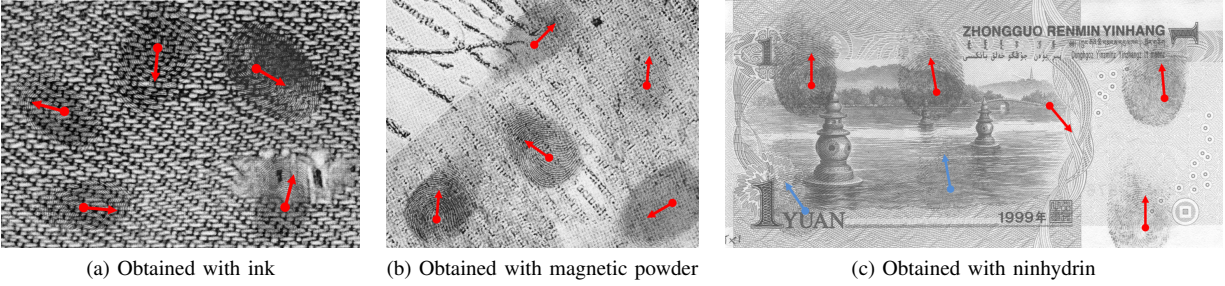 ZHONGGUO RENMIN YINHANG
1
1
1 YUAN
1999年
(a) Obtained with ink
(b) Obtained with magnetic powder
(c) Obtained with ninhydrin